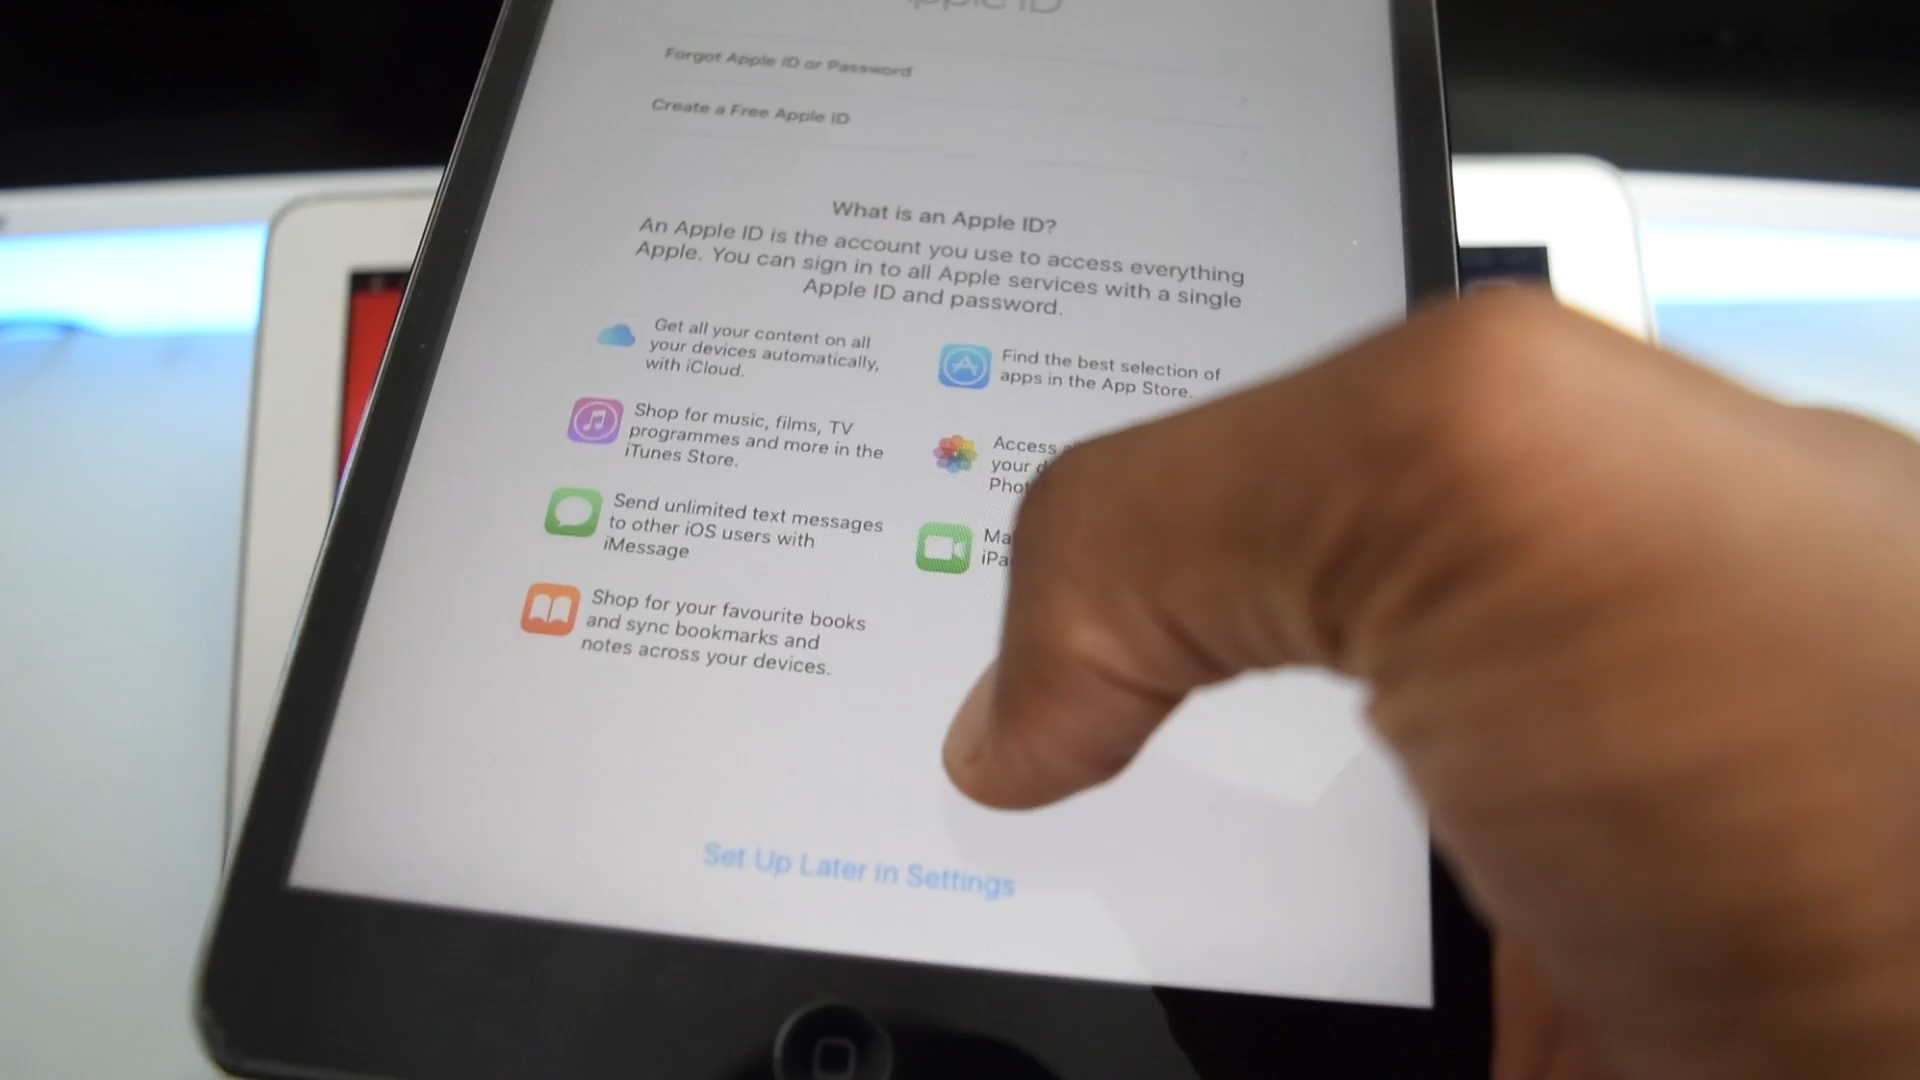 Apple ID
Forgot Apple ID or Password
Create a Free Apple ID
What is an Apple ID?
An Apple ID is the account you use to access everything
Apple. You can sign in to all Apple services with a single
Apple ID and password.
Get all your content on all
your devices automatically,
with iCloud.
Find the best selection of
apps in the App Store.
Shop for music, films, TV
programmes and more in the
iTunes Store.
Access
your
Send unlimited text messages
to other iOS users with
iMessage
Shop for your favourite books
and sync bookmarks and
notes across your devices.
Set Up Later in Settings